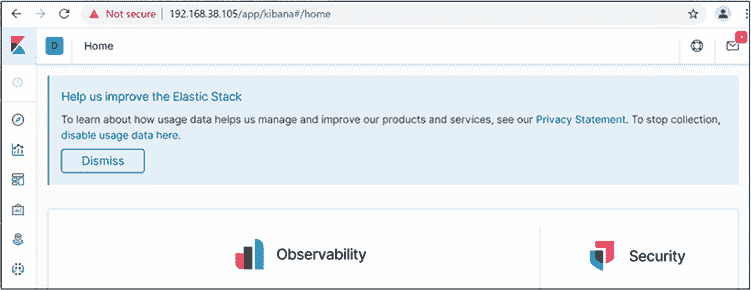 Not secure | 192.168.38.105/app/kibana#/home
D Home
Help us improve the Elastic Stack
To learn about how usage data helps us manage and improve our products and services, see our Privacy Statement. To stop collection,
disable usage data here.
Dismiss
Observability
Security